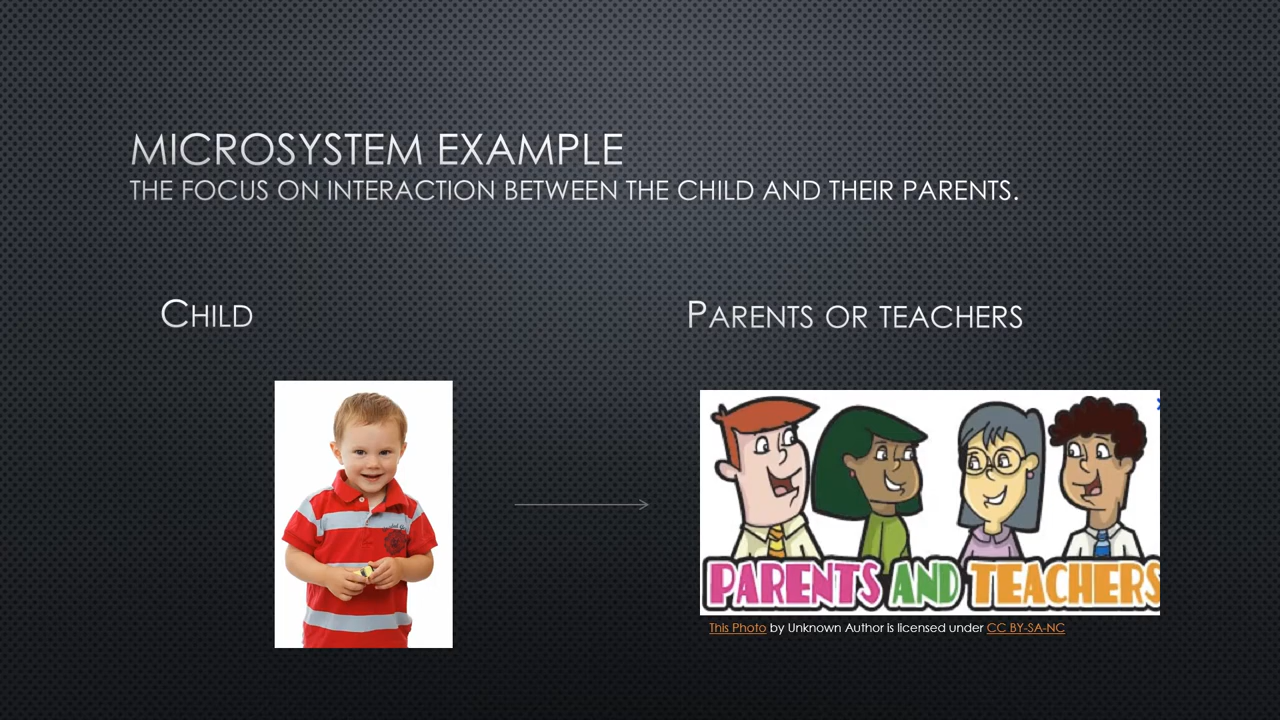 MICROSYSTEM EXAMPLE
THE FOCUS ON INTERACTION BETWEEN THE CHILD AND THEIR PARENTS.
CHILD
PARENTS OR TEACHERS
PARENTS AND TEACHERS
This Photo by Unknown Author is licensed under CC BY-SA-NC